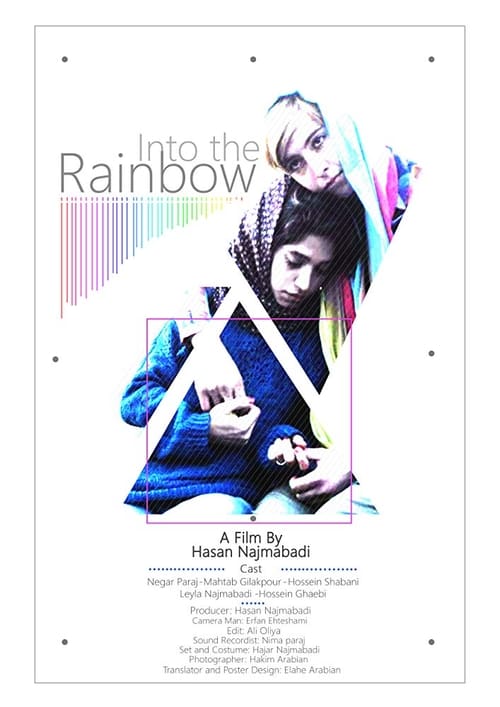 Into the
Rainbow
A Film By
Hasan Najmabadi
Cast
Negar Paraj-Mahtab Gilakpour-Hossein Shabani
Leyla Najmabadi -Hossein Ghaebi
Producer: Hasan Najmabadi
Camera Man: Erfan Ehteshami
Edit: Ali Oliya
Sound Recordist: Nima paraj
Set and Costume: Hajar Najmabadi
Photographer: Hakim Arabian
Translator and Poster Design: Elahe Arabian